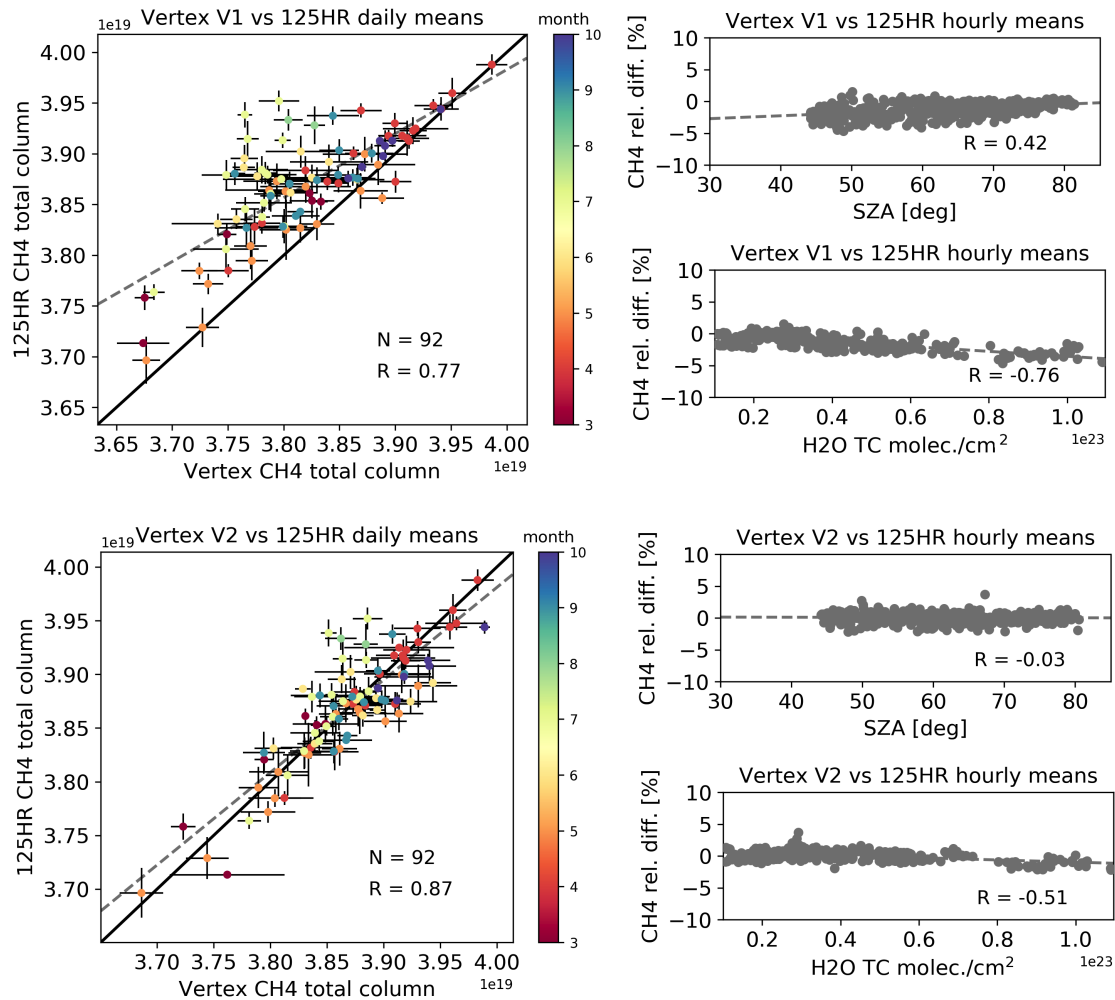 Vertex V1 vs 125HR daily means
1e19
4.00
3.95
3.90
3.85
3.80
3.75
3.70
3.65
125HR CH4 total column
N = 92
R = 0.77
3.65 3.70 3.75 3.80 3.85 3.90 3.95 4.00
Vertex CH4 total column
1e19
month
10
9
8
7
6
5
4
3
Vertex V1 vs 125HR hourly means
CH4 rel. diff. [%]
10
5
0
−5
−10
R = 0.42
30 40 50 60 70 80
SZA [deg]
Vertex V1 vs 125HR hourly means
CH4 rel. diff. [%]
10
5
0
−5
−10
R = -0.76
0.2 0.4 0.6 0.8 1.0
H2O TC molec./cm²
1e23
Vertex V2 vs 125HR daily means
1e19
4.00
3.95
3.90
3.85
3.80
3.75
3.70
125HR CH4 total column
N = 92
R = 0.87
3.70 3.75 3.80 3.85 3.90 3.95 4.00
Vertex CH4 total column
1e19
month
10
9
8
7
6
5
4
3
Vertex V2 vs 125HR hourly means
CH4 rel. diff. [%]
10
5
0
−5
−10
R = -0.03
30 40 50 60 70 80
SZA [deg]
Vertex V2 vs 125HR hourly means
CH4 rel. diff. [%]
10
5
0
−5
−10
R = -0.51
0.2 0.4 0.6 0.8 1.0
H2O TC molec./cm²
1e23